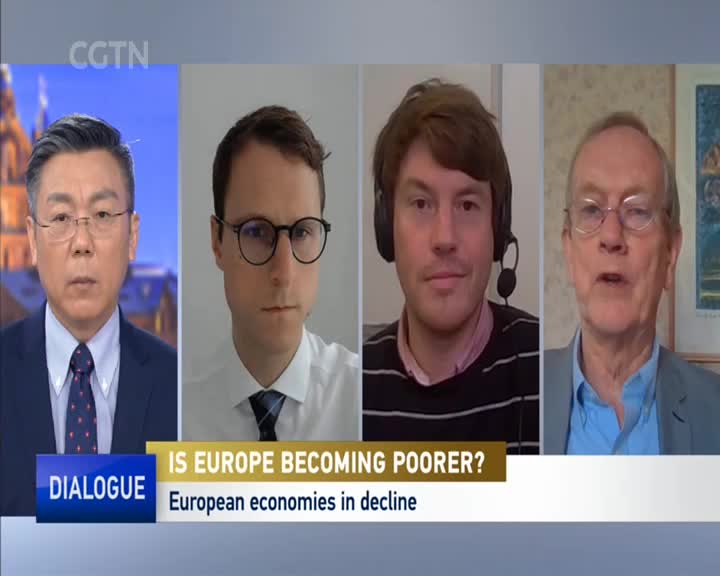 CGTN
IS EUROPE BECOMING POORER?
DIALOGUE
European economies in decline